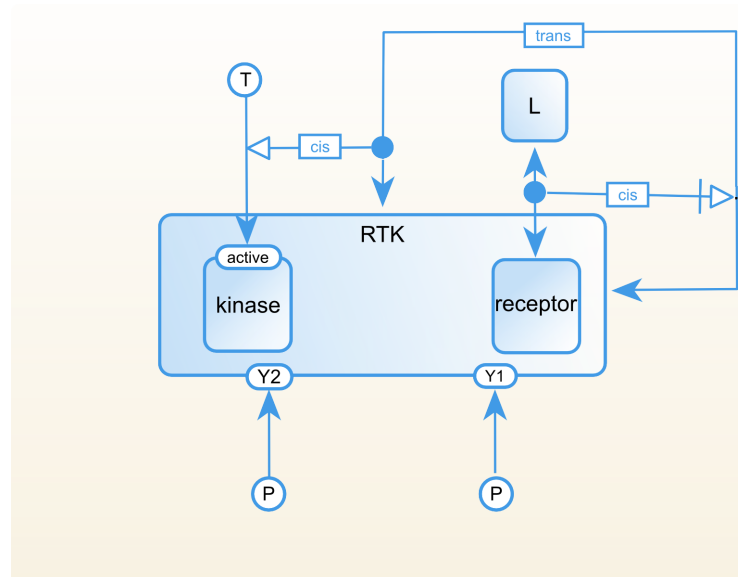 trans
T
L
cis
cis
RTK
active
kinase
receptor
Y2
Y1
P
P